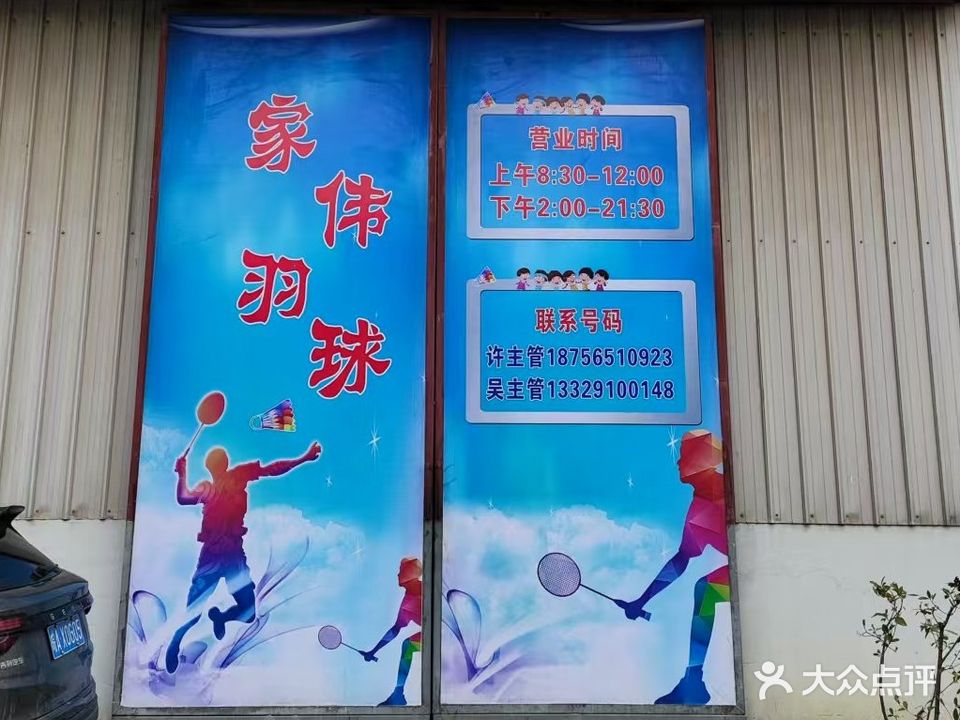 家
伟
羽
球
营业时间
上午8:30-12:00
下午2:00-21:30
联系号码
许主管18756510923
吴主管13329100148
大众点评